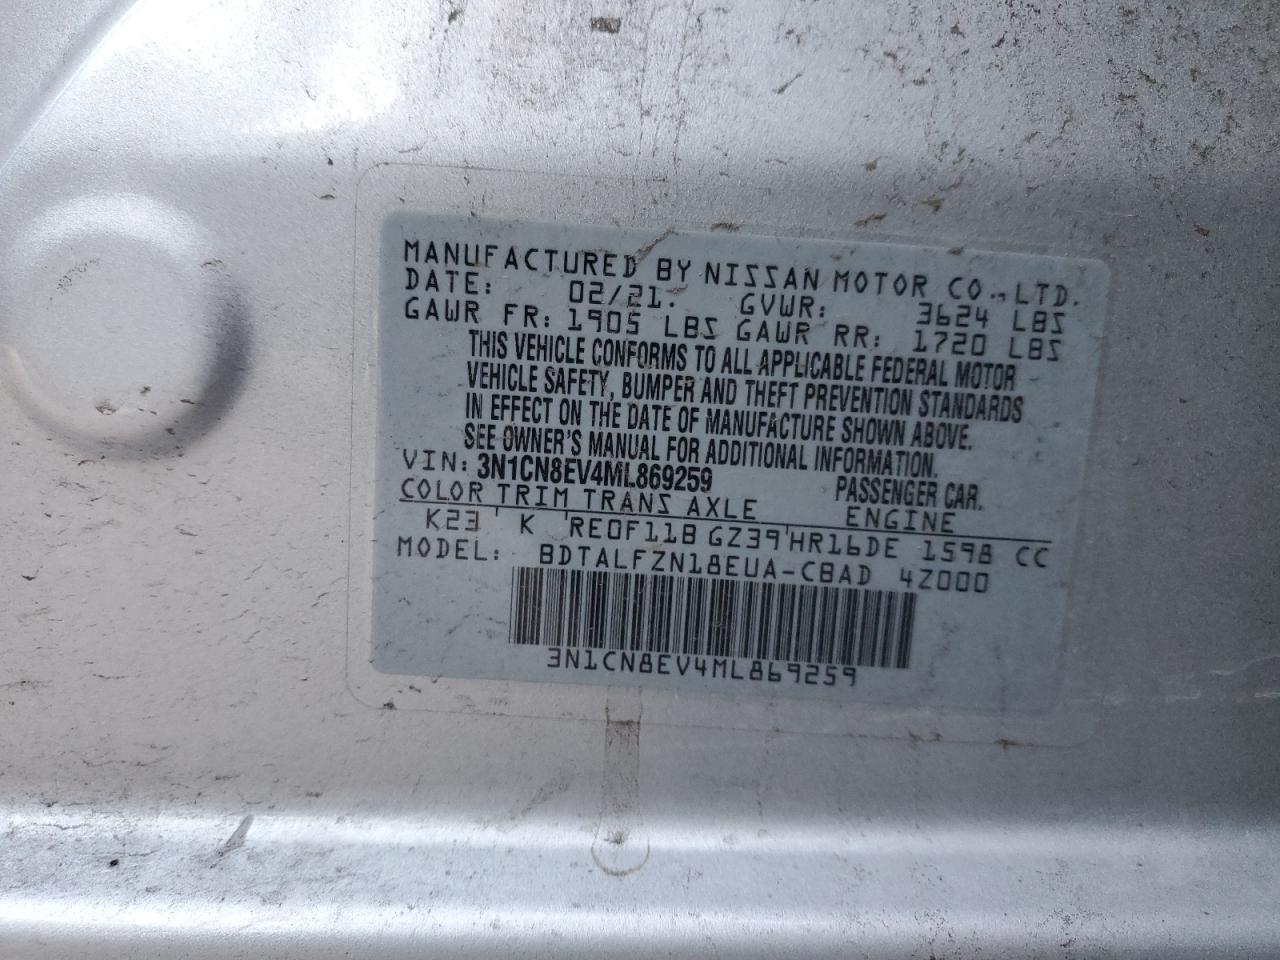 MANUFACTURED BY NISSAN MOTOR CO., LTD.
DATE: 02/21. GVWR: 3624 LBS
GAWR FR: 1905 LBS GAWR RR: 1720 LBS
THIS VEHICLE CONFORMS TO ALL APPLICABLE FEDERAL MOTOR
VEHICLE SAFETY, BUMPER AND THEFT PREVENTION STANDARDS
IN EFFECT ON THE DATE OF MANUFACTURE SHOWN ABOVE.
SEE OWNER'S MANUAL FOR ADDITIONAL INFORMATION.
VIN: 3N1CN8EV4ML869259 PASSENGER CAR.
COLOR TRIM TRANS AXLE ENGINE
K23 ' K 'RE0F11B GZ39'HR16DE 1598 CC
MODEL: BDTALFZN18EUA-CBAD 4Z000
3N1CN8EV4ML869259